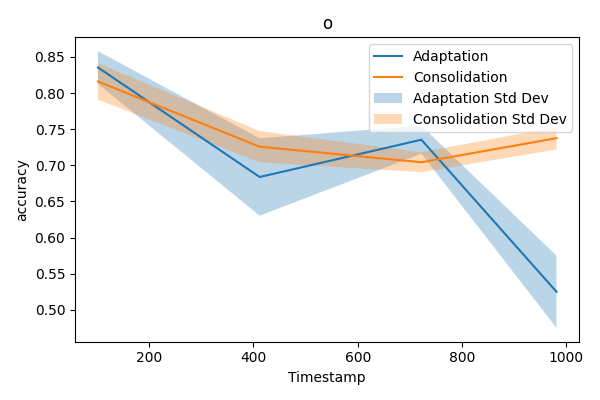 o
accuracy
0.85
0.80
0.75
0.70
0.65
0.60
0.55
0.50
Adaptation
Consolidation
Adaptation Std Dev
Consolidation Std Dev
200 400 600 800 1000
Timestamp